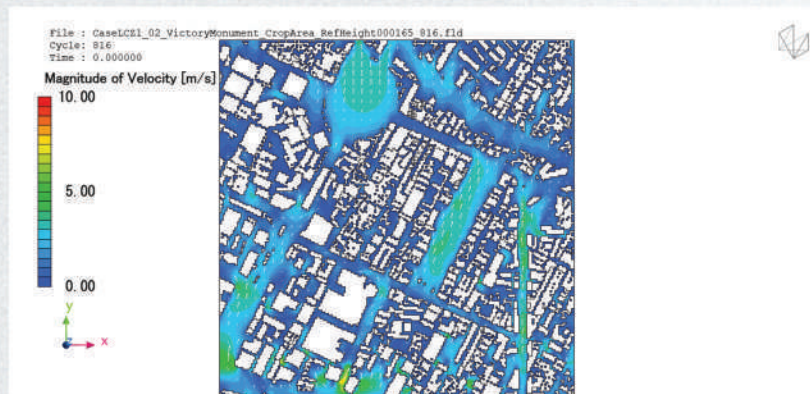 File : CaseLCZ1_02_VictoryMonument_CropArea_RefHeight000165_816.fld
Cycle: 816
Time : 0.000000
Magnitude of Velocity [m/s]
10.00
5.00
0.00
y
z
x